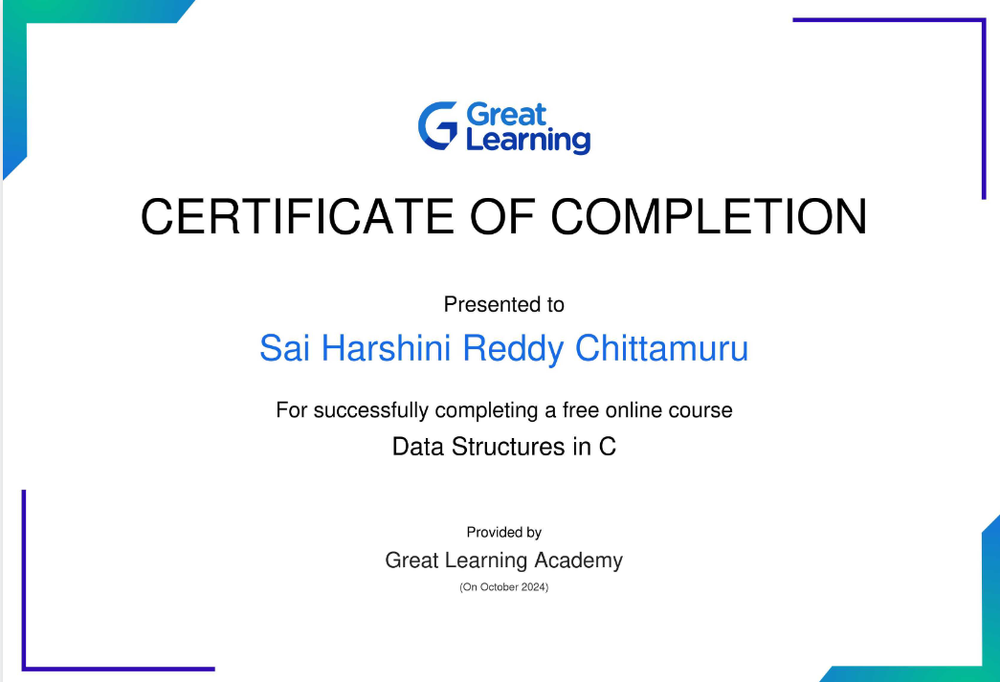 Great
Learning
CERTIFICATE OF COMPLETION
Presented to
Sai Harshini Reddy Chittamuru
For successfully completing a free online course
Data Structures in C
Provided by
Great Learning Academy
(On October 2024)